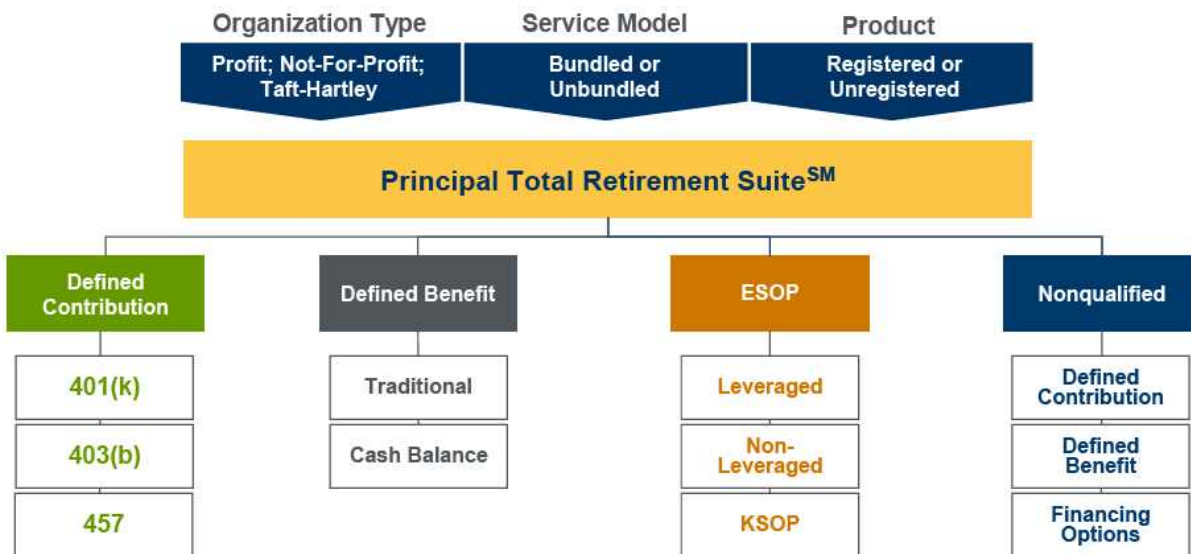 Organization Type
Service Model
Product
Profit; Not-For-Profit;
Taft-Hartley
Bundled or
Unbundled
Registered or
Unregistered
Principal Total Retirement Suite℠
Defined
Contribution
Defined Benefit
ESOP
Nonqualified
401(k)
403(b)
457
Traditional
Cash Balance
Leveraged
Non-
Leveraged
KSOP
Defined
Contribution
Defined
Benefit
Financing
Options